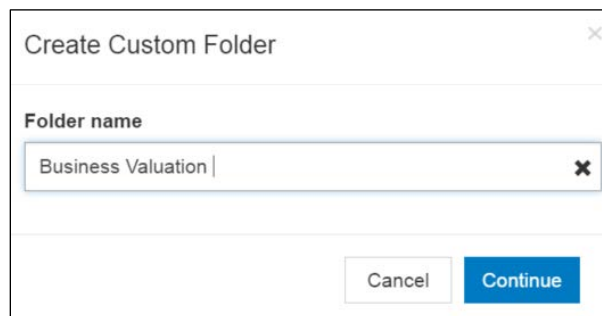 Create Custom Folder
Folder name
Business Valuation
Cancel Continue